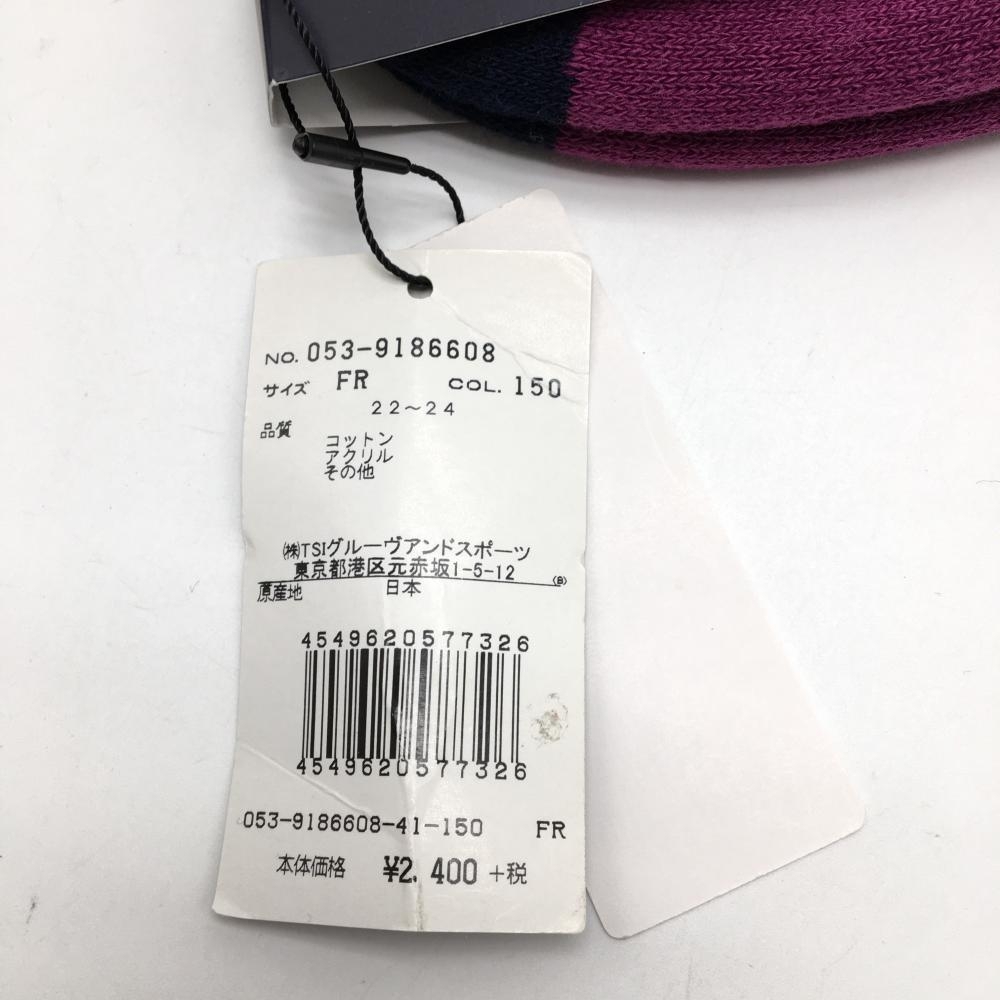 NO. 053-9186608
サイズ FR COL. 150
22~24
品質 コットン
アクリル
その他
㈱TSIグルーヴアンドスポーツ
東京都港区元赤坂1-5-12 (B)
原産地 日本
4549620577326
4549620577326
053-9186608-41-150 FR
本体価格 ¥2,400 +税